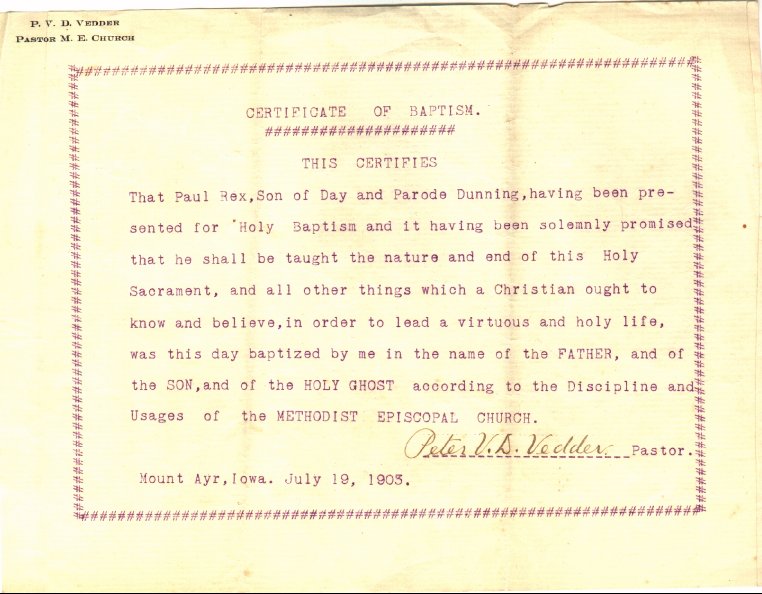 P. V. D. VEDDER
PASTOR M. E. CHURCH
##########################################################################
CERTIFICATE OF BAPTISM.
####################
THIS CERTIFIES
That Paul Rex,Son of Day and Parode Dunning,having been pre-
sented for Holy Baptism and it having been solemnly promised
that he shall be taught the nature and end of this Holy
Sacrament, and all other things which a Christian ought to
know and believe,in order to lead a virtuous and holy life,
was this day baptized by me in the name of the FATHER, and of
the SON,and of the HOLY GHOST according to the Discipline and
Usages of the METHODIST EPISCOPAL CHURCH.
Peter V. D. Vedder Pastor.
Mount Ayr,Iowa. July 19, 1903.
##########################################################################